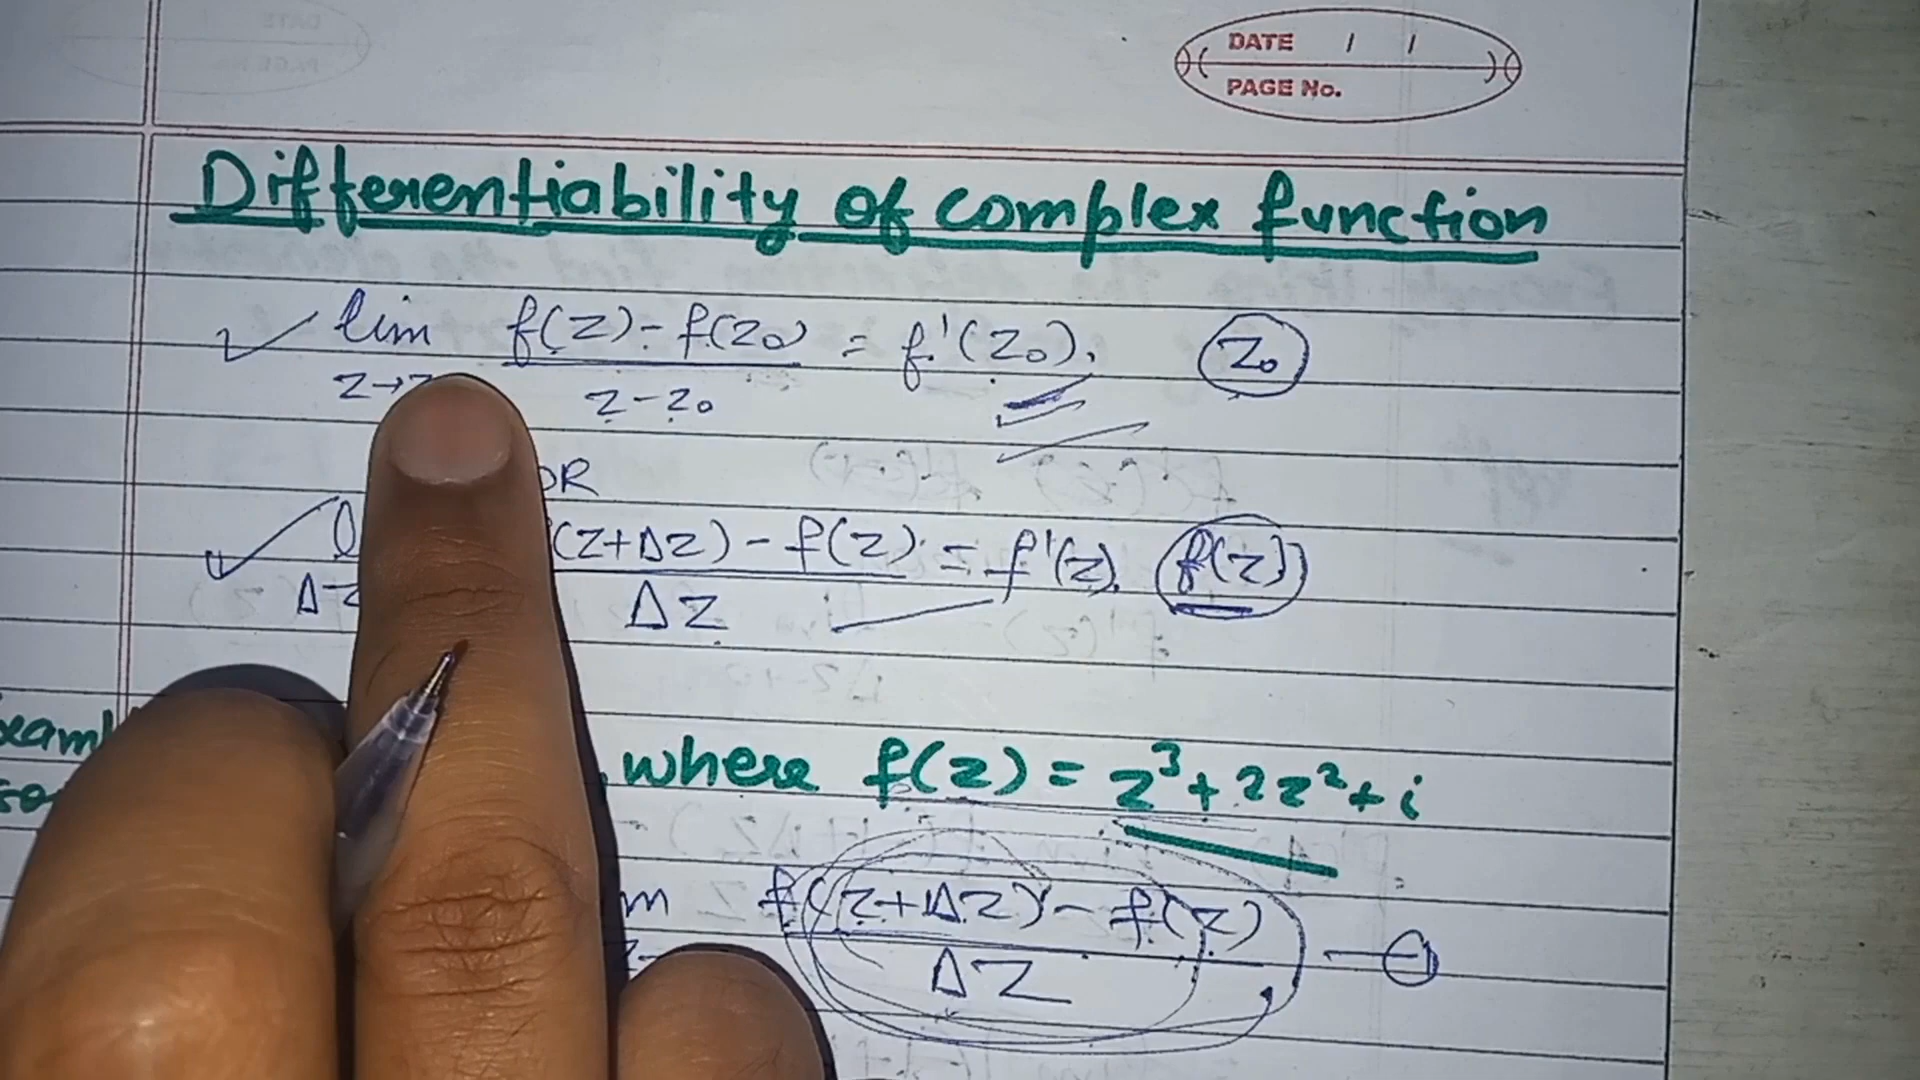 DATE / /
PAGE No.
Differentiability of complex function
lim f(z) - f(z₀) = f'(z₀). z₀
z→ z - z₀
OR
(z+Δz) - f(z) = f'(z). f(z)
Δz Δz
where f(z) = z³ + 2z² + i
f(z+Δz) - f(z) — ①
Δz